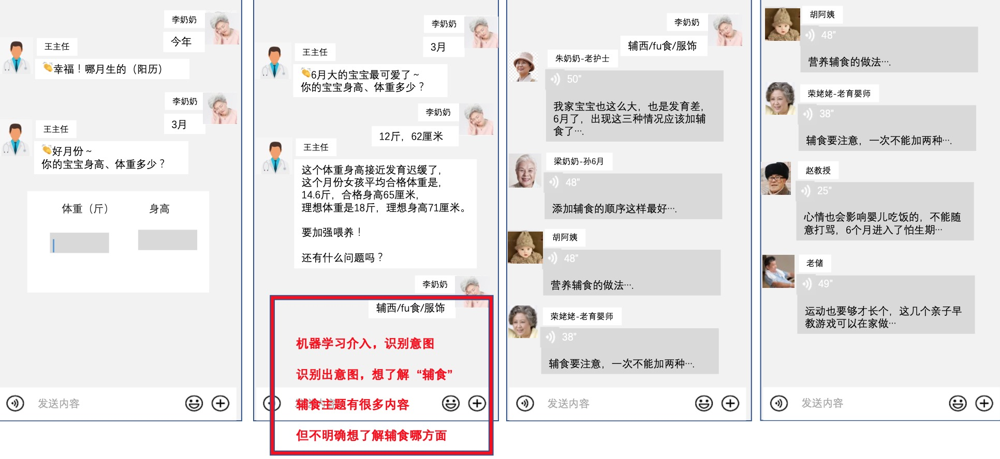 李奶奶
今年
王主任
👏幸福！哪月生的（阳历）
李奶奶
3月
王主任
👏好月份～
你的宝宝身高、体重多少？
体重（斤）
身高
发送内容
李奶奶
3月
王主任
👏6月大的宝宝最可爱了～
你的宝宝身高、体重多少？
李奶奶
12斤，62厘米
王主任
这个体重身高接近发育迟缓了，
这个月份女孩平均合格体重是，
14.6斤，合格身高65厘米，
理想体重是18斤，理想身高71厘米。
要加强喂养！
还有什么问题吗？
李奶奶
辅西/fu食/服饰
机器学习介入，识别意图
识别出意图，想了解“辅食”
辅食主题有很多内容
发送内容
但不明确想了解辅食哪方面
李奶奶
辅西/fu食/服饰
朱奶奶-老护士
50"
我家宝宝也这么大，也是发育差，
6月了，出现这三种情况应该加辅
食了….
梁奶奶-孙6月
48"
添加辅食的顺序这样最好….
胡阿姨
48"
营养辅食的做法….
荣姥姥-老育婴师
38"
辅食要注意，一次不能加两种….
发送内容
胡阿姨
48"
营养辅食的做法….
荣姥姥-老育婴师
38"
辅食要注意，一次不能加两种….
赵教授
25"
心情也会影响婴儿吃饭的，不能随
意打骂，6个月进入了怕生期…
老储
49"
运动也要够才长个，这几个亲子早
教游戏可以在家做…
发送内容